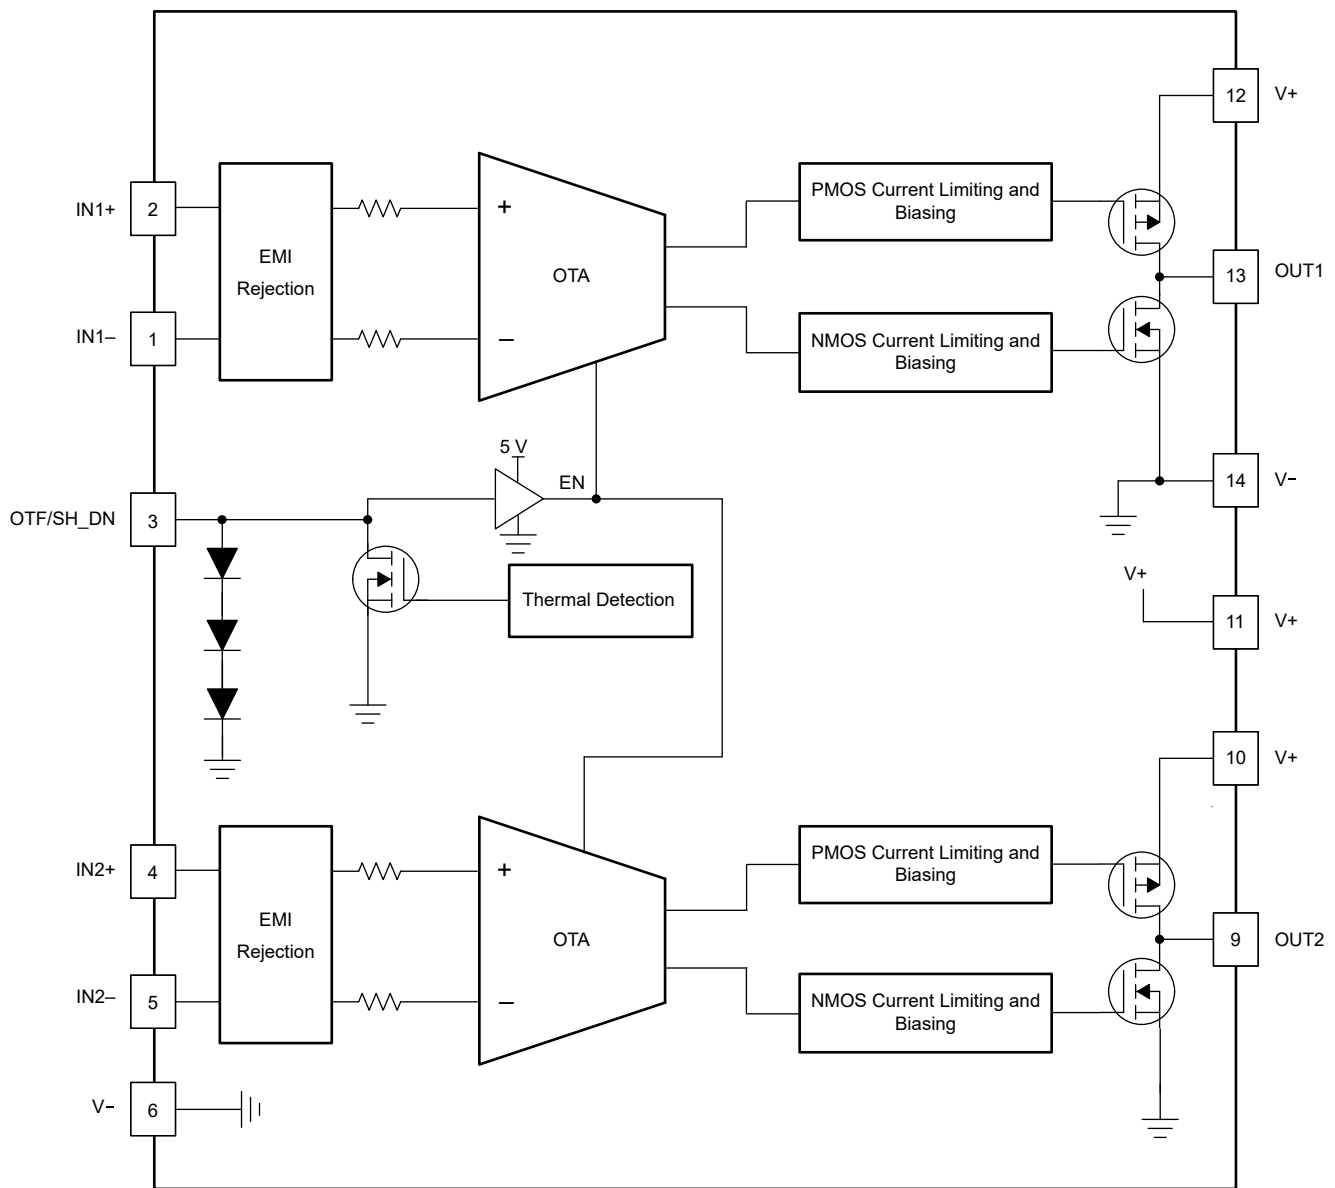 12 V+
IN1+ 2
EMI
Rejection
+
OTA
−
PMOS Current Limiting and
Biasing
13 OUT1
IN1– 1
NMOS Current Limiting and
Biasing
5 V
EN
14 V−
OTF/SH_DN 3
Thermal Detection
V+
11 V+
10 V+
IN2+ 4
EMI
Rejection
+
OTA
−
PMOS Current Limiting and
Biasing
9 OUT2
IN2– 5
NMOS Current Limiting and
Biasing
V− 6